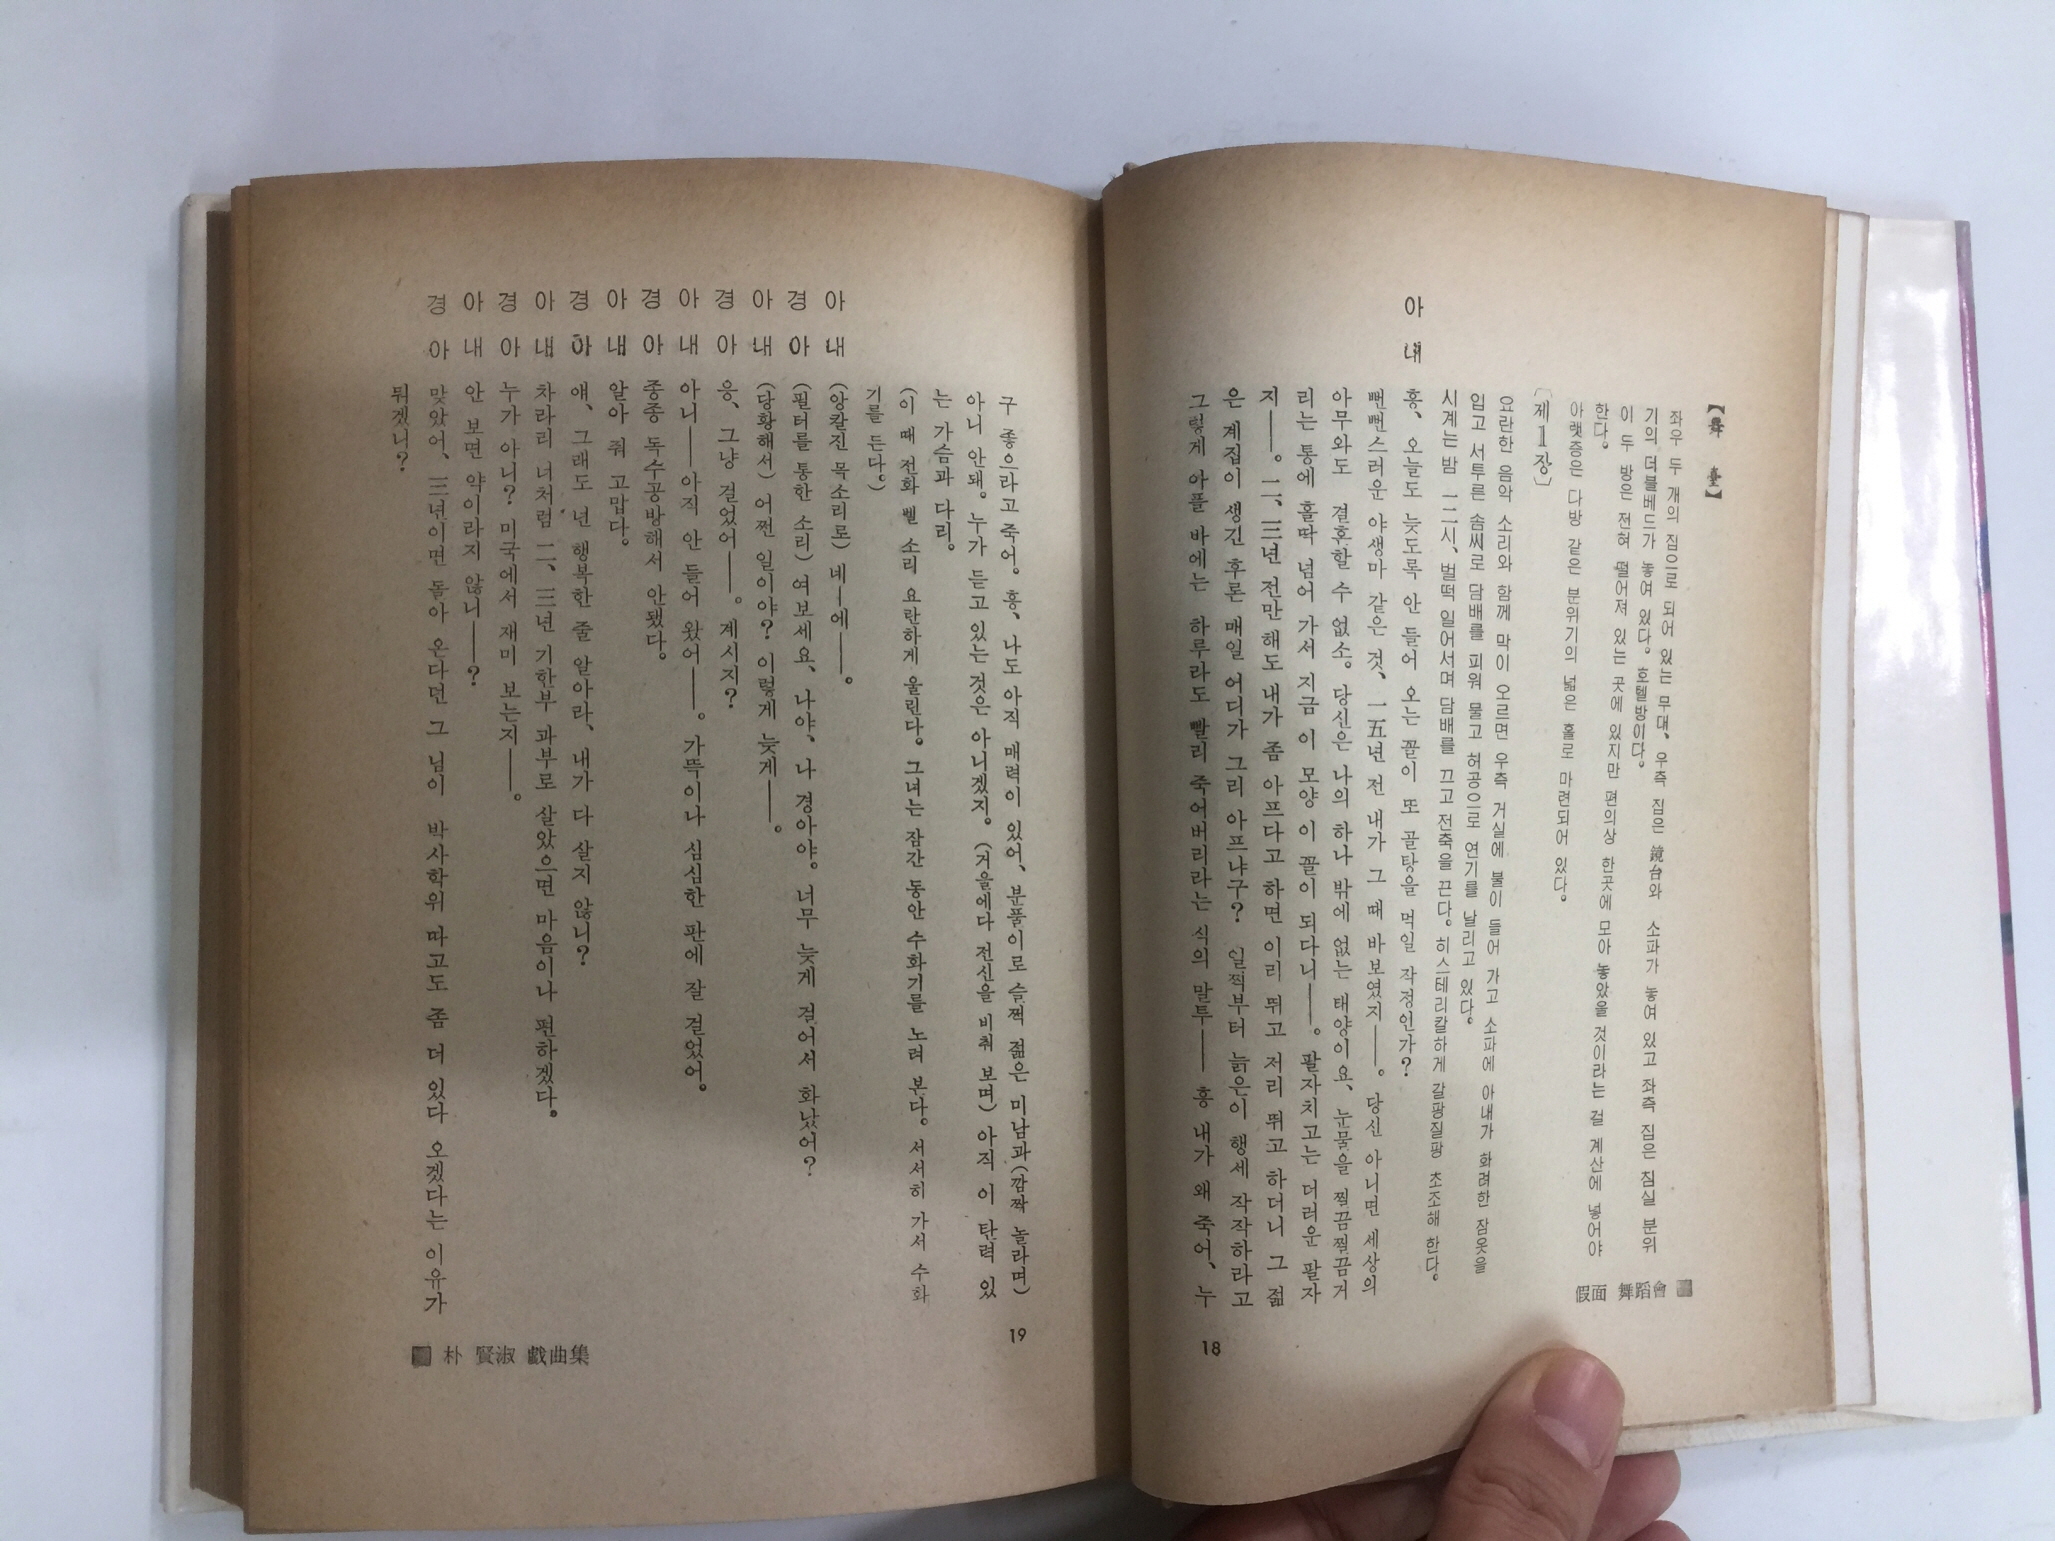 【舞 臺】
좌우 두 개의 집으로 되어 있는 무대、우측 집은 鏡台와 소파가 놓여 있고 좌측 집은 침실 분위
기의 더블베드가 놓여 있다。호텔방이다。
이 두 방은 전혀 떨어져 있는 곳에 있지만 편의상 한곳에 모아 놓았을 것이라는 걸 계산에 넣어야
한다。
아랫층은 다방 같은 분위기의 넓은 홀로 마련되어 있다。
〔제1장〕
요란한 음악 소리와 함께 막이 오르면 우측 거실에 불이 들어 가고 소파에 아내가 화려한 잠옷을
입고 서투른 솜씨로 담배를 피워 물고 허공으로 연기를 날리고 있다。
시계는 밤 一二시、벌떡 일어서며 담배를 끄고 전축을 끈다。히스테리칼하게 갈팡질팡 초조해 한다。
아 내 흥、오늘도 늦도록 안 들어 오는 꼴이 또 골탕을 먹일 작정인가?
뻔뻔스러운 야생마 같은 것、一五년 전 내가 그 때 바보였지──。당신 아니면 세상의
아무와도 결혼할 수 없소。당신은 나의 하나 밖에 없는 태양이요、눈물을 찔끔찔끔거
리는 통에 홀딱 넘어 가서 지금 이 모양 이 꼴이 되다니──。팔자치고는 더러운 팔자
지──。二、三년 전만 해도 내가 좀 아프다고 하면 이리 뛰고 저리 뛰고 하더니 그 젊
은 계집이 생긴 후론 매일 어디가 그리 아프냐구? 일찍부터 늙은이 행세 작작하라고
그렇게 아플 바에는 하루라도 빨리 죽어버리라는 식의 말투── 흥 내가 왜 죽어、누
假面 舞蹈會
18
구 좋으라고 죽어。흥、나도 아직 매력이 있어、분풀이로 슬쩍 젊은 미남과(깜짝 놀라며)
아니 안돼。누가 듣고 있는 것은 아니겠지。(거울에다 전신을 비춰 보며) 아직 이 탄력 있
는 가슴과 다리。
(이 때 전화 벨 소리 요란하게 울린다。그녀는 잠간 동안 수화기를 노려 본다。서서히 가서 수화
기를 든다。)
아 내 (앙칼진 목소리로) 네─에──。
경 아 (필터를 통한 소리) 여보세요、나야、나 경아야。너무 늦게 걸어서 화났어?
아 내 (당황해서) 어쩐 일이야? 이렇게 늦게──。
경 아 응、그냥 걸었어──。계시지?
아 내 아니── 아직 안 들어 왔어──。가뜩이나 심심한 판에 잘 걸었어。
경 아 종종 독수공방해서 안됐다。
아 내 알아 줘 고맙다。
경 아 얘、그래도 넌 행복한 줄 알아라、내가 다 살지 않니?
아 내 차라리 너처럼 二、三년 기한부 과부로 살았으면 마음이나 편하겠다。
경 아 누가 아니? 미국에서 재미 보는지──。
아 내 안 보면 약이라지 않니──?
경 아 맞았어、三년이면 돌아 온다던 그 님이 박사학위 따고도 좀 더 있다 오겠다는 이유가
뭐겠니?
19
朴 賢淑 戱曲集